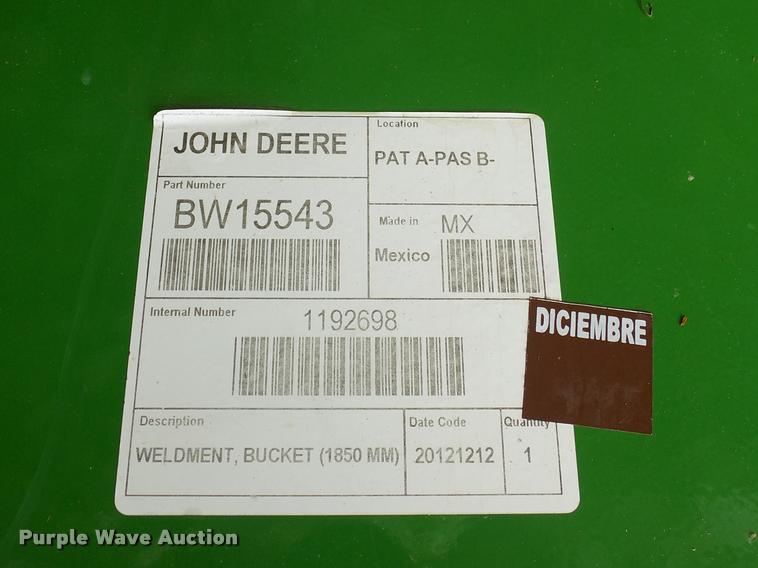 JOHN DEERE
Location
PAT A-PAS B-
Part Number
BW15543
Made in
MX
Mexico
Internal Number
1192698
DICIEMBRE
Description
WELDMENT, BUCKET (1850 MM)
Date Code
20121212
Quantity
1
Purple Wave Auction